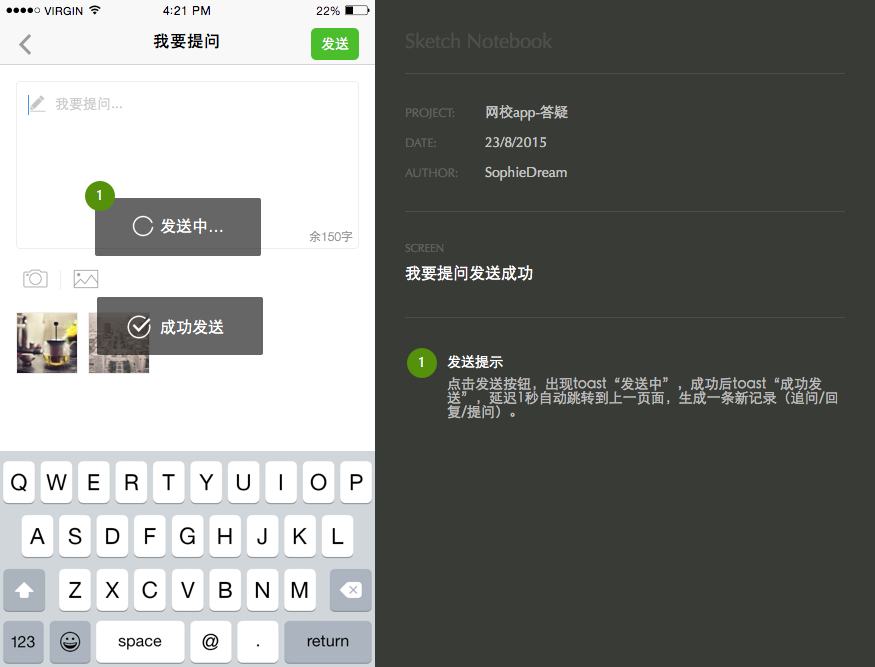 VIRGIN 4:21 PM 22%
我要提问 发送
我要提问...
1
发送中...
余150字
成功发送
Q W E R T Y U I O P
A S D F G H J K L
Z X C V B N M
123 space @ . return
Sketch Notebook
PROJECT: 网校app-答疑
DATE: 23/8/2015
AUTHOR: SophieDream
SCREEN
我要提问发送成功
1 发送提示
点击发送按钮，出现toast“发送中”，成功后toast“成功发
送”，延迟1秒自动跳转到上一页面，生成一条新记录（追问/回
复/提问）。